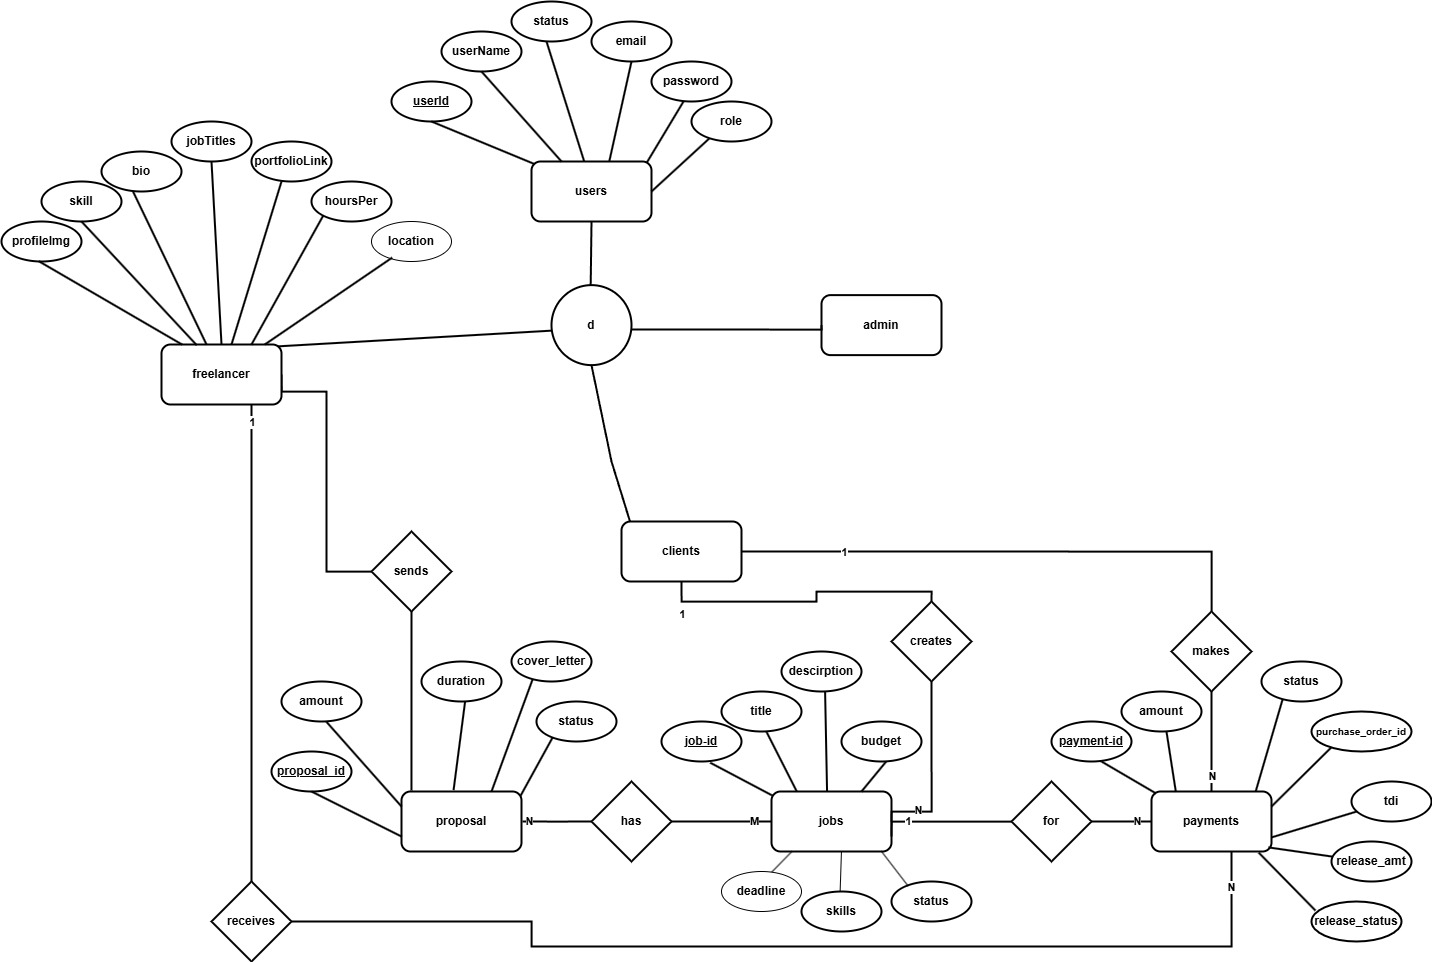 status
email
userName
password
userId
role
jobTitles
portfolioLink
bio
skill
hoursPer
profileImg
location
users
d
admin
freelancer
1
clients
1
sends
1
creates
makes
cover_letter
descirption
duration
status
amount
title
status
amount
purchase_order_id
job-id
budget
payment-id
proposal_id
N
tdi
N
proposal
N
has
M
jobs
1
for
N
payments
release_amt
N
deadline
status
skills
receives
release_status